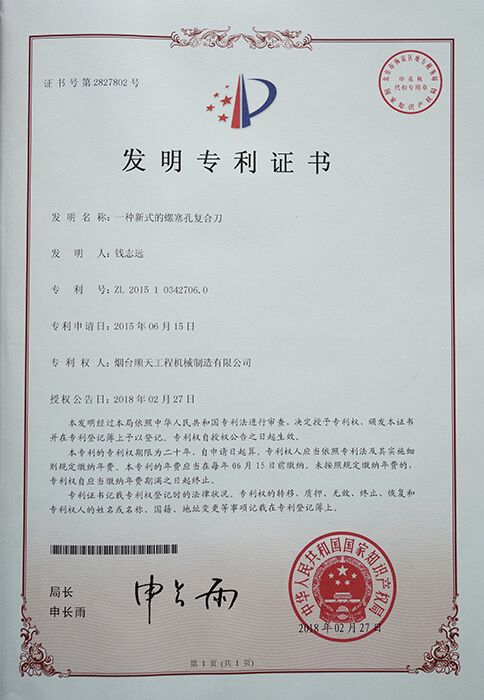 证书号第2827802号
印花税
代扣专用章
国家知识产权局
发明专利证书
发明名称：一种新式的螺塞孔复合刀
发明人：钱志远
专利号：ZL 2015 1 0342706.0
专利申请日：2015年06月15日
专利权人：烟台顺天工程机械制造有限公司
授权公告日：2018年02月27日
本发明经过本局依照中华人民共和国专利法进行审查，决定授予专利权，颁发本证书
并在专利登记簿上予以登记。专利权自授权公告之日起生效。
本专利的专利权期限为二十年，自申请日起算。专利权人应当依照专利法及其实施细
则规定缴纳年费。本专利的年费应当在每年06月15日前缴纳。未按照规定缴纳年费的，
专利权自应当缴纳年费期满之日起终止。
专利证书记载专利权登记时的法律状况。专利权的转移、质押、无效、终止、恢复和
专利权人的姓名或名称、国籍、地址变更等事项记载在专利登记簿上。
局长
申长雨
申长雨
中华人民共和国国家知识产权局
2018年02月27日
第1页（共1页）